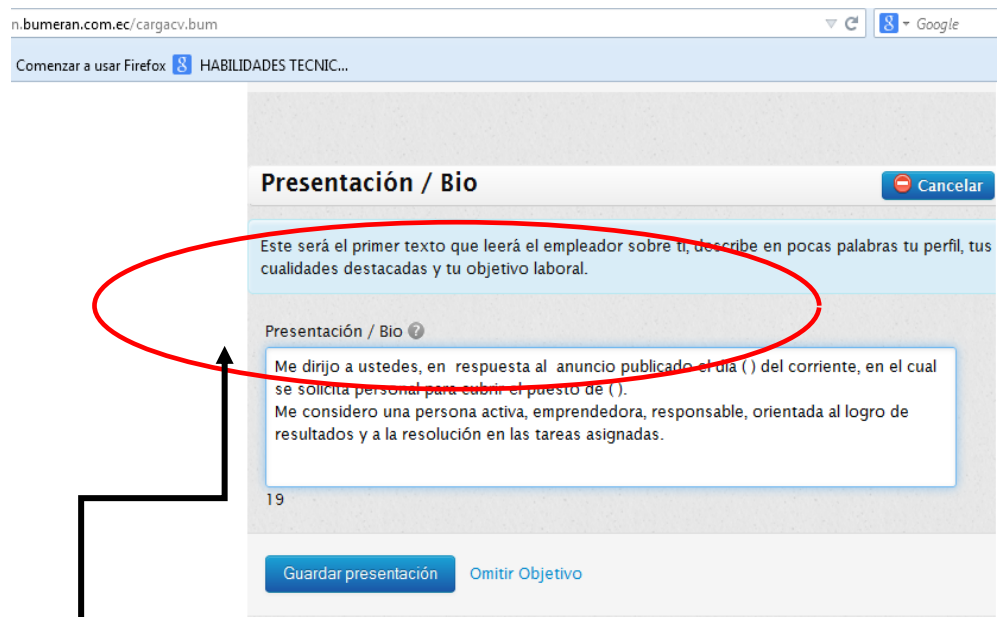 n.bumeran.com.ec/cargacv.bum
Google
Comenzar a usar Firefox 8 HABILIDADES TECNIC...
Presentación / Bio
Cancelar
Este será el primer texto que leerá el empleador sobre ti, describe en pocas palabras tu perfil, tus
cualidades destacadas y tu objetivo laboral.
Presentación / Bio ?
Me dirijo a ustedes, en respuesta al anuncio publicado el día ( ) del corriente, en el cual
se solicita personal para cubrir el puesto de ( ).
Me considero una persona activa, emprendedora, responsable, orientada al logro de
resultados y a la resolución en las tareas asignadas.
19
Guardar presentación Omitir Objetivo